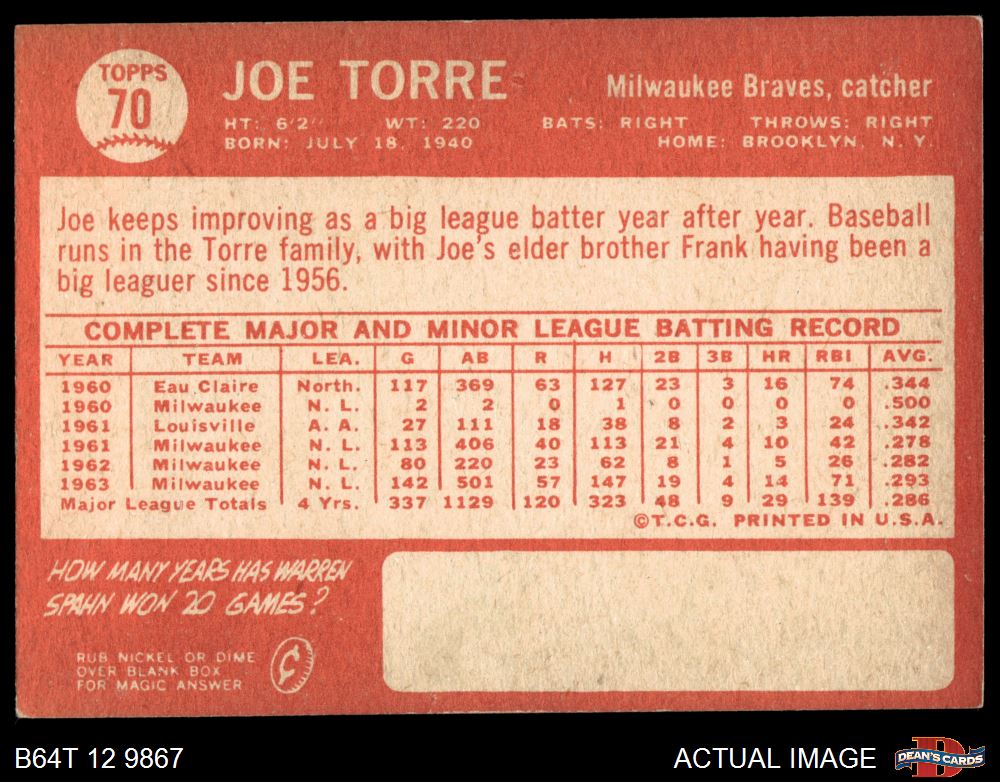 TOPPS
70
JOE TORRE
Milwaukee Braves, catcher
HT: 6'2" WT: 220 BATS: RIGHT THROWS: RIGHT
BORN: JULY 18, 1940 HOME: BROOKLYN, N. Y.
Joe keeps improving as a big league batter year after year. Baseball
runs in the Torre family, with Joe's elder brother Frank having been a
big leaguer since 1956.
COMPLETE MAJOR AND MINOR LEAGUE BATTING RECORD
YEAR TEAM LEA. G AB R H 2B 3B HR RBI AVG.
1960 Eau Claire North. 117 369 63 127 23 3 16 74 .344
1960 Milwaukee N. L. 2 2 0 1 0 0 0 0 .500
1961 Louisville A. A. 27 111 18 38 8 2 3 24 .342
1961 Milwaukee N. L. 113 406 40 113 21 4 10 42 .278
1962 Milwaukee N. L. 80 220 23 62 8 1 5 26 .282
1963 Milwaukee N. L. 142 501 57 147 19 4 14 71 .293
Major League Totals 4 Yrs. 337 1129 120 323 48 9 29 139 .286
©T.C.G. PRINTED IN U.S.A.
HOW MANY YEARS HAS WARREN
SPAHN WON 20 GAMES?
RUB NICKEL OR DIME
OVER BLANK BOX
FOR MAGIC ANSWER
¢
B64T 12 9867
ACTUAL IMAGE
D
DEAN'S CARDS